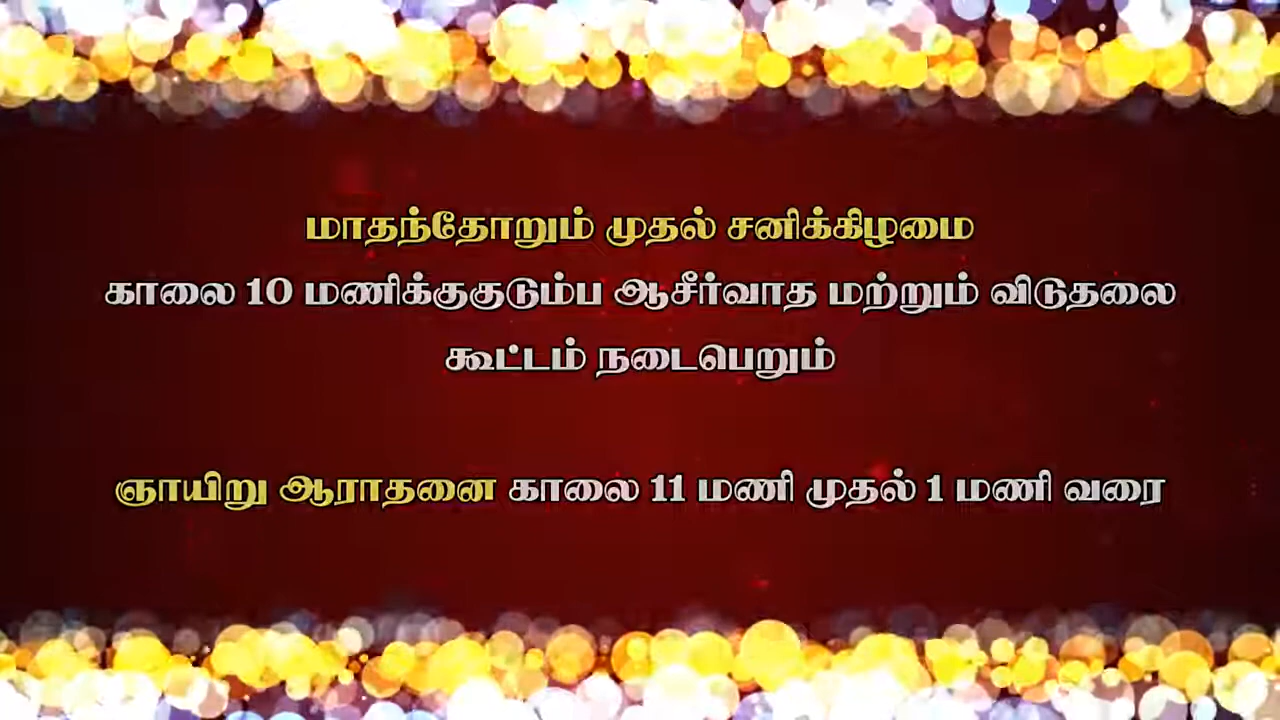 மாதந்தோறும் முதல் சனிக்கிழமை
காலை 10 மணிக்குகுடும்ப ஆசீர்வாத மற்றும் விடுதலை
கூட்டம் நடைபெறும்
ஞாயிறு ஆராதனை காலை 11 மணி முதல் 1 மணி வரை